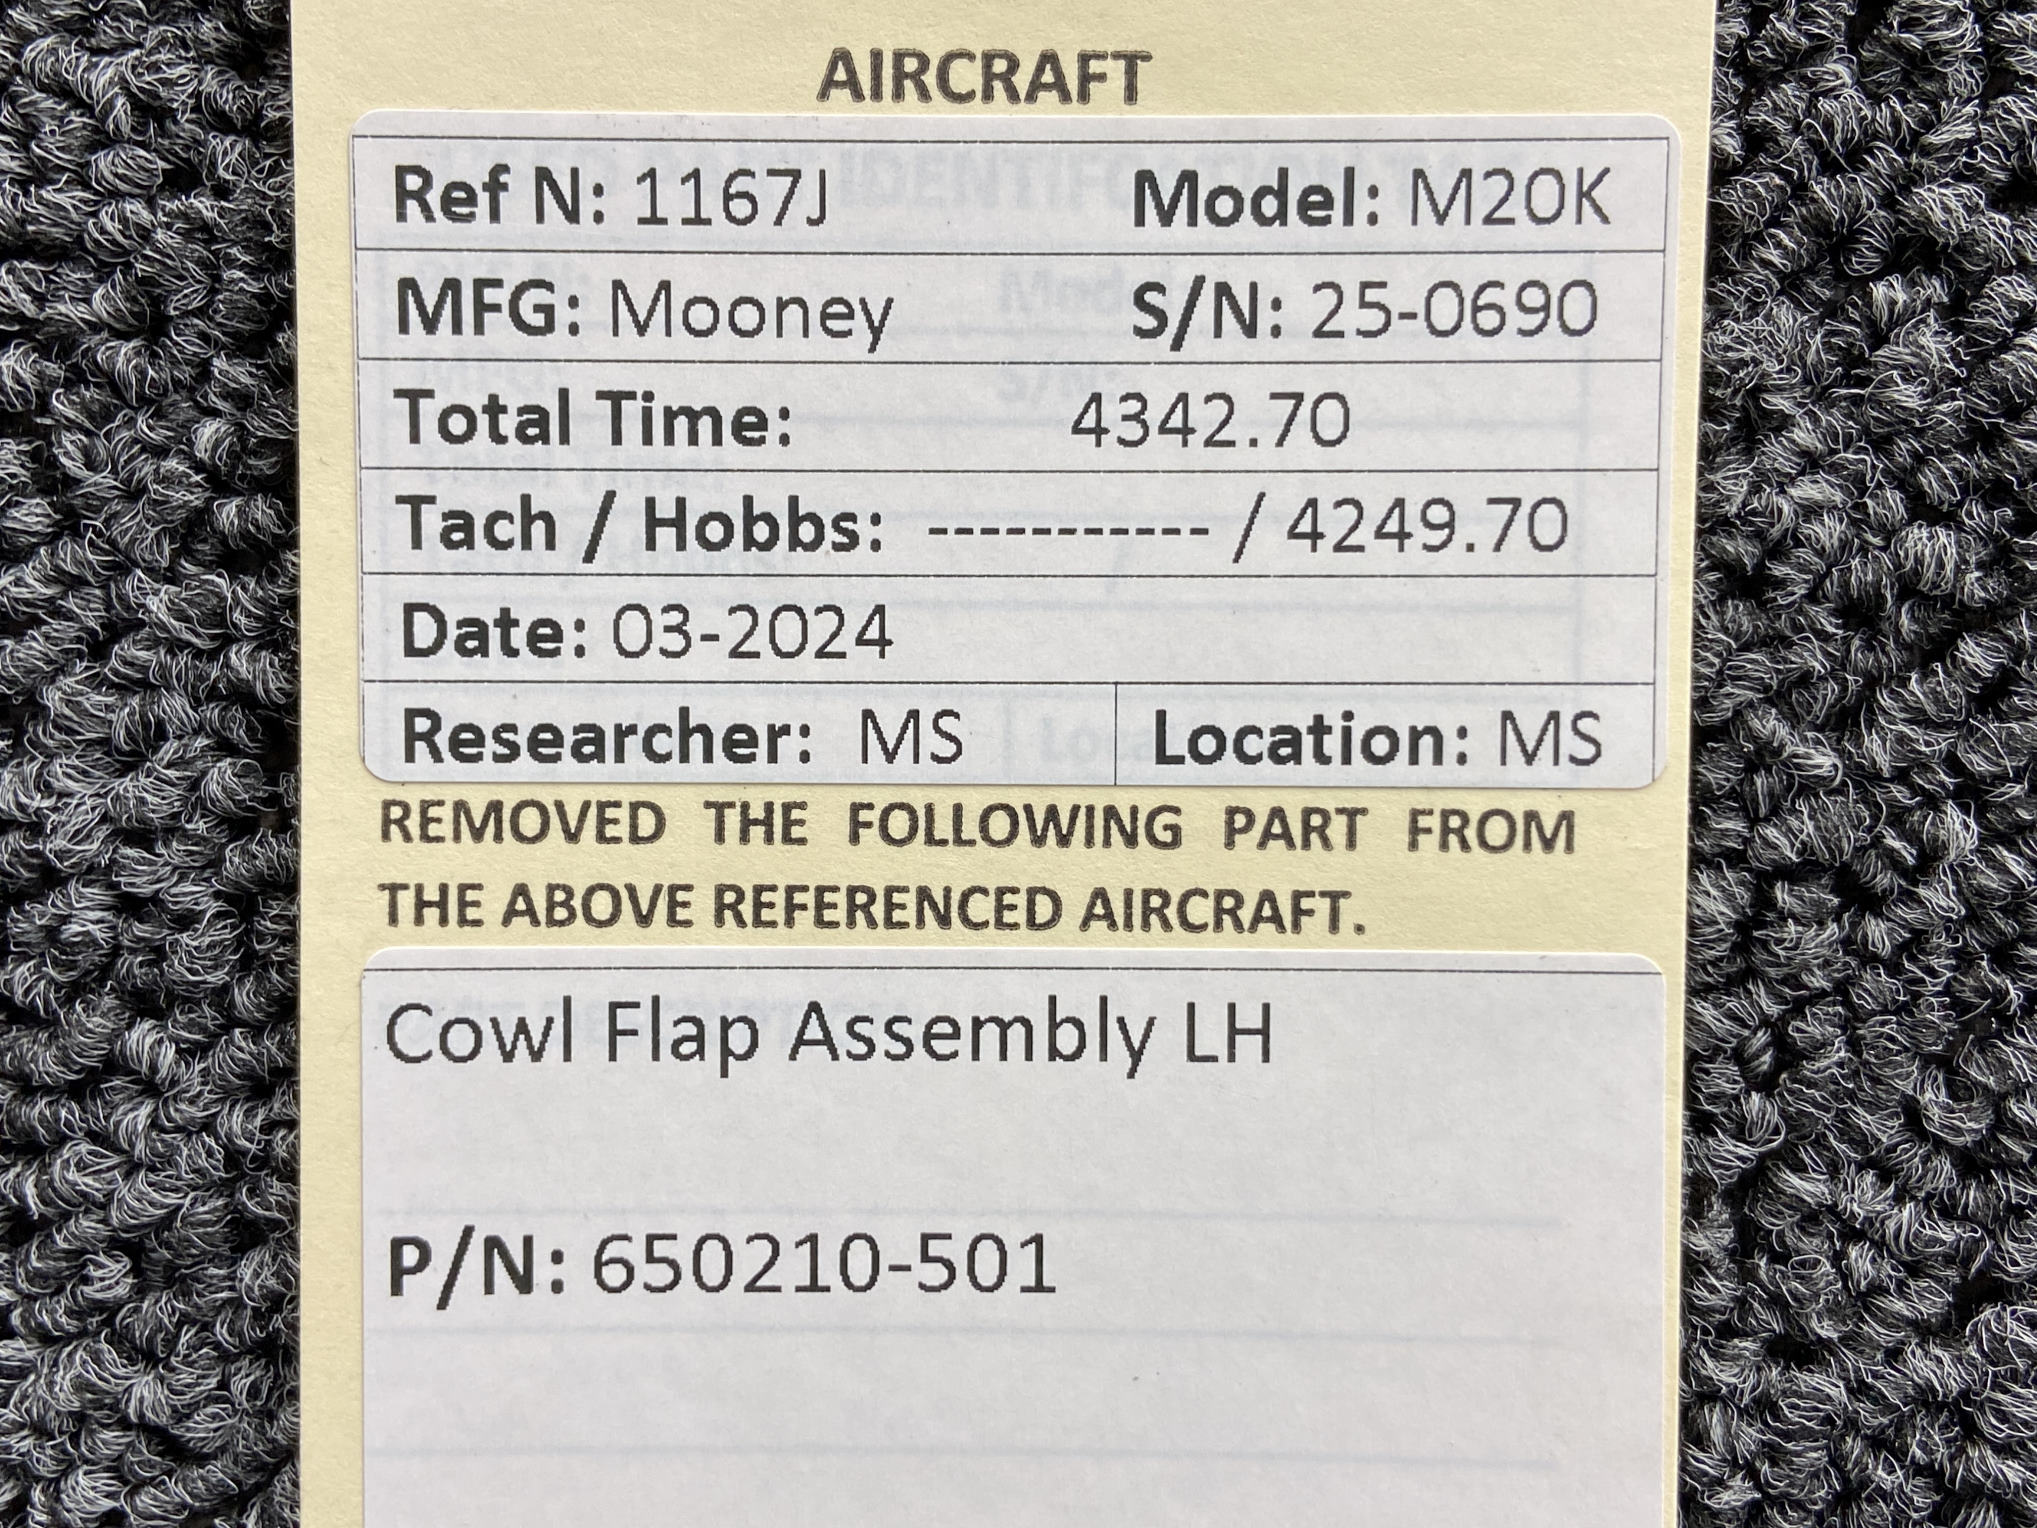 AIRCRAFT
Ref N: 1167J Model: M20K
MFG: Mooney S/N: 25-0690
Total Time: 4342.70
Tach / Hobbs: ----------- / 4249.70
Date: 03-2024
Researcher: MS Location: MS
REMOVED THE FOLLOWING PART FROM
THE ABOVE REFERENCED AIRCRAFT.
Cowl Flap Assembly LH
P/N: 650210-501